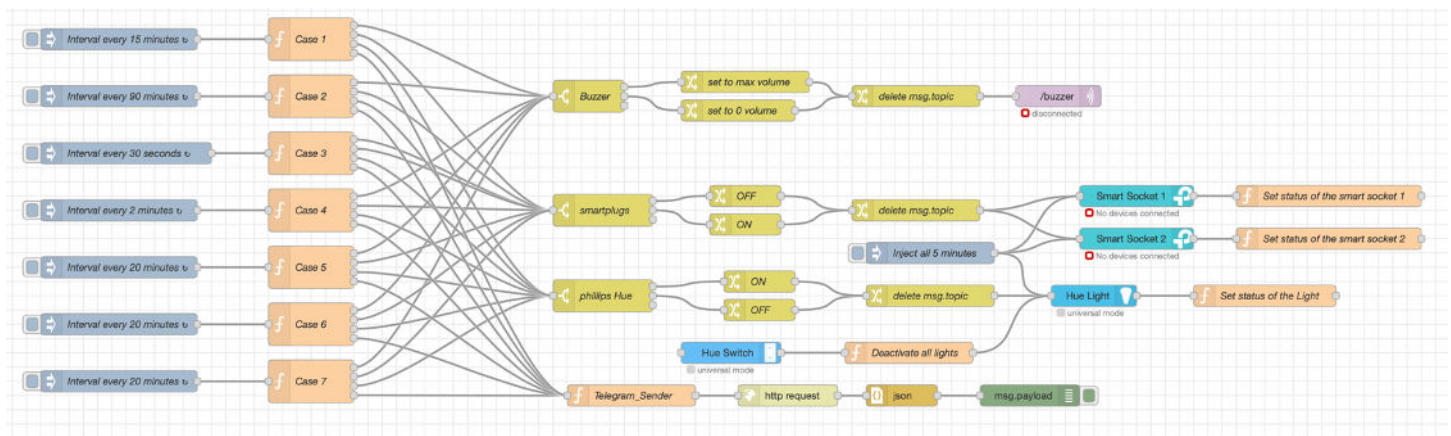 Interval every 15 minutes ↻
Case 1
Interval every 90 minutes ↻
Case 2
Buzzer
set to max volume
set to 0 volume
delete msg.topic
/buzzer
disconnected
Interval every 30 seconds ↻
Case 3
Interval every 2 minutes ↻
Case 4
smartplugs
OFF
ON
delete msg.topic
Smart Socket 1
No devices connected
Set status of the smart socket 1
Smart Socket 2
No devices connected
Set status of the smart socket 2
Inject all 5 minutes
Interval every 20 minutes ↻
Case 5
phillips Hue
ON
OFF
delete msg.topic
Hue Light
universal mode
Set status of the Light
Interval every 20 minutes ↻
Case 6
Hue Switch
universal mode
Deactivate all lights
Interval every 20 minutes ↻
Case 7
Telegram_Sender
http request
json
msg.payload